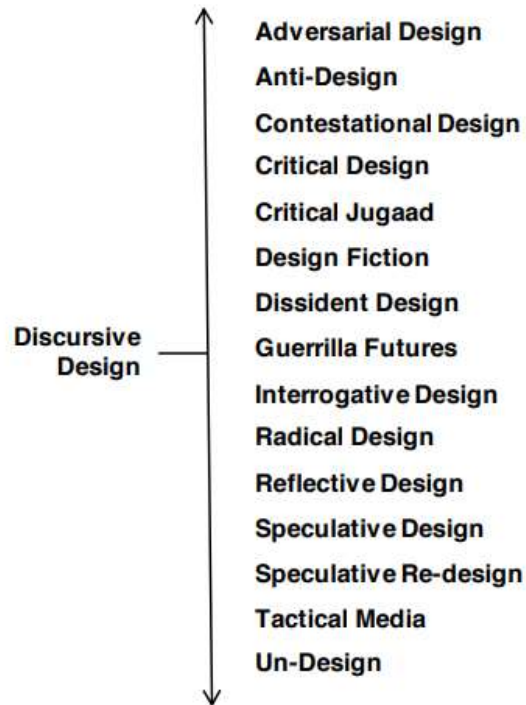 Adversarial Design
Anti-Design
Contestational Design
Critical Design
Critical Jugaad
Design Fiction
Dissident Design
Discursive
Design
Guerrilla Futures
Interrogative Design
Radical Design
Reflective Design
Speculative Design
Speculative Re-design
Tactical Media
Un-Design